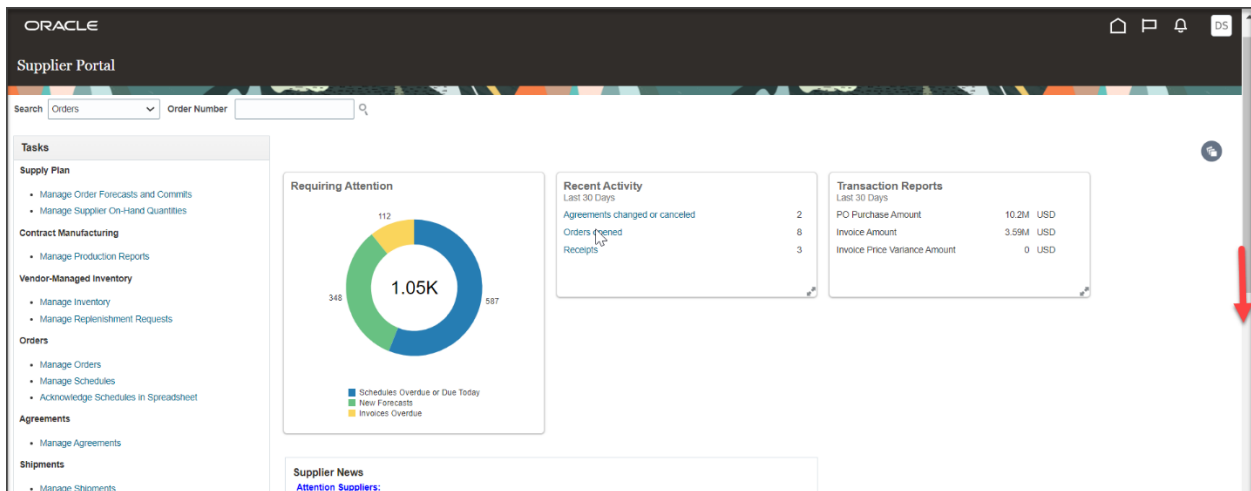 ORACLE
DS
Supplier Portal
Search Orders Order Number
Tasks
Supply Plan
Manage Order Forecasts and Commits
Manage Supplier On-Hand Quantities
Contract Manufacturing
Manage Production Reports
Vendor-Managed Inventory
Manage Inventory
Manage Replenishment Requests
Orders
Manage Orders
Manage Schedules
Acknowledge Schedules in Spreadsheet
Agreements
Manage Agreements
Shipments
Manage Shipments
Requiring Attention
112
348
1.05K
587
Schedules Overdue or Due Today
New Forecasts
Invoices Overdue
Recent Activity
Last 30 Days
Agreements changed or canceled 2
Orders opened 8
Receipts 3
Transaction Reports
Last 30 Days
PO Purchase Amount 10.2M USD
Invoice Amount 3.59M USD
Invoice Price Variance Amount 0 USD
Supplier News
Attention Suppliers: